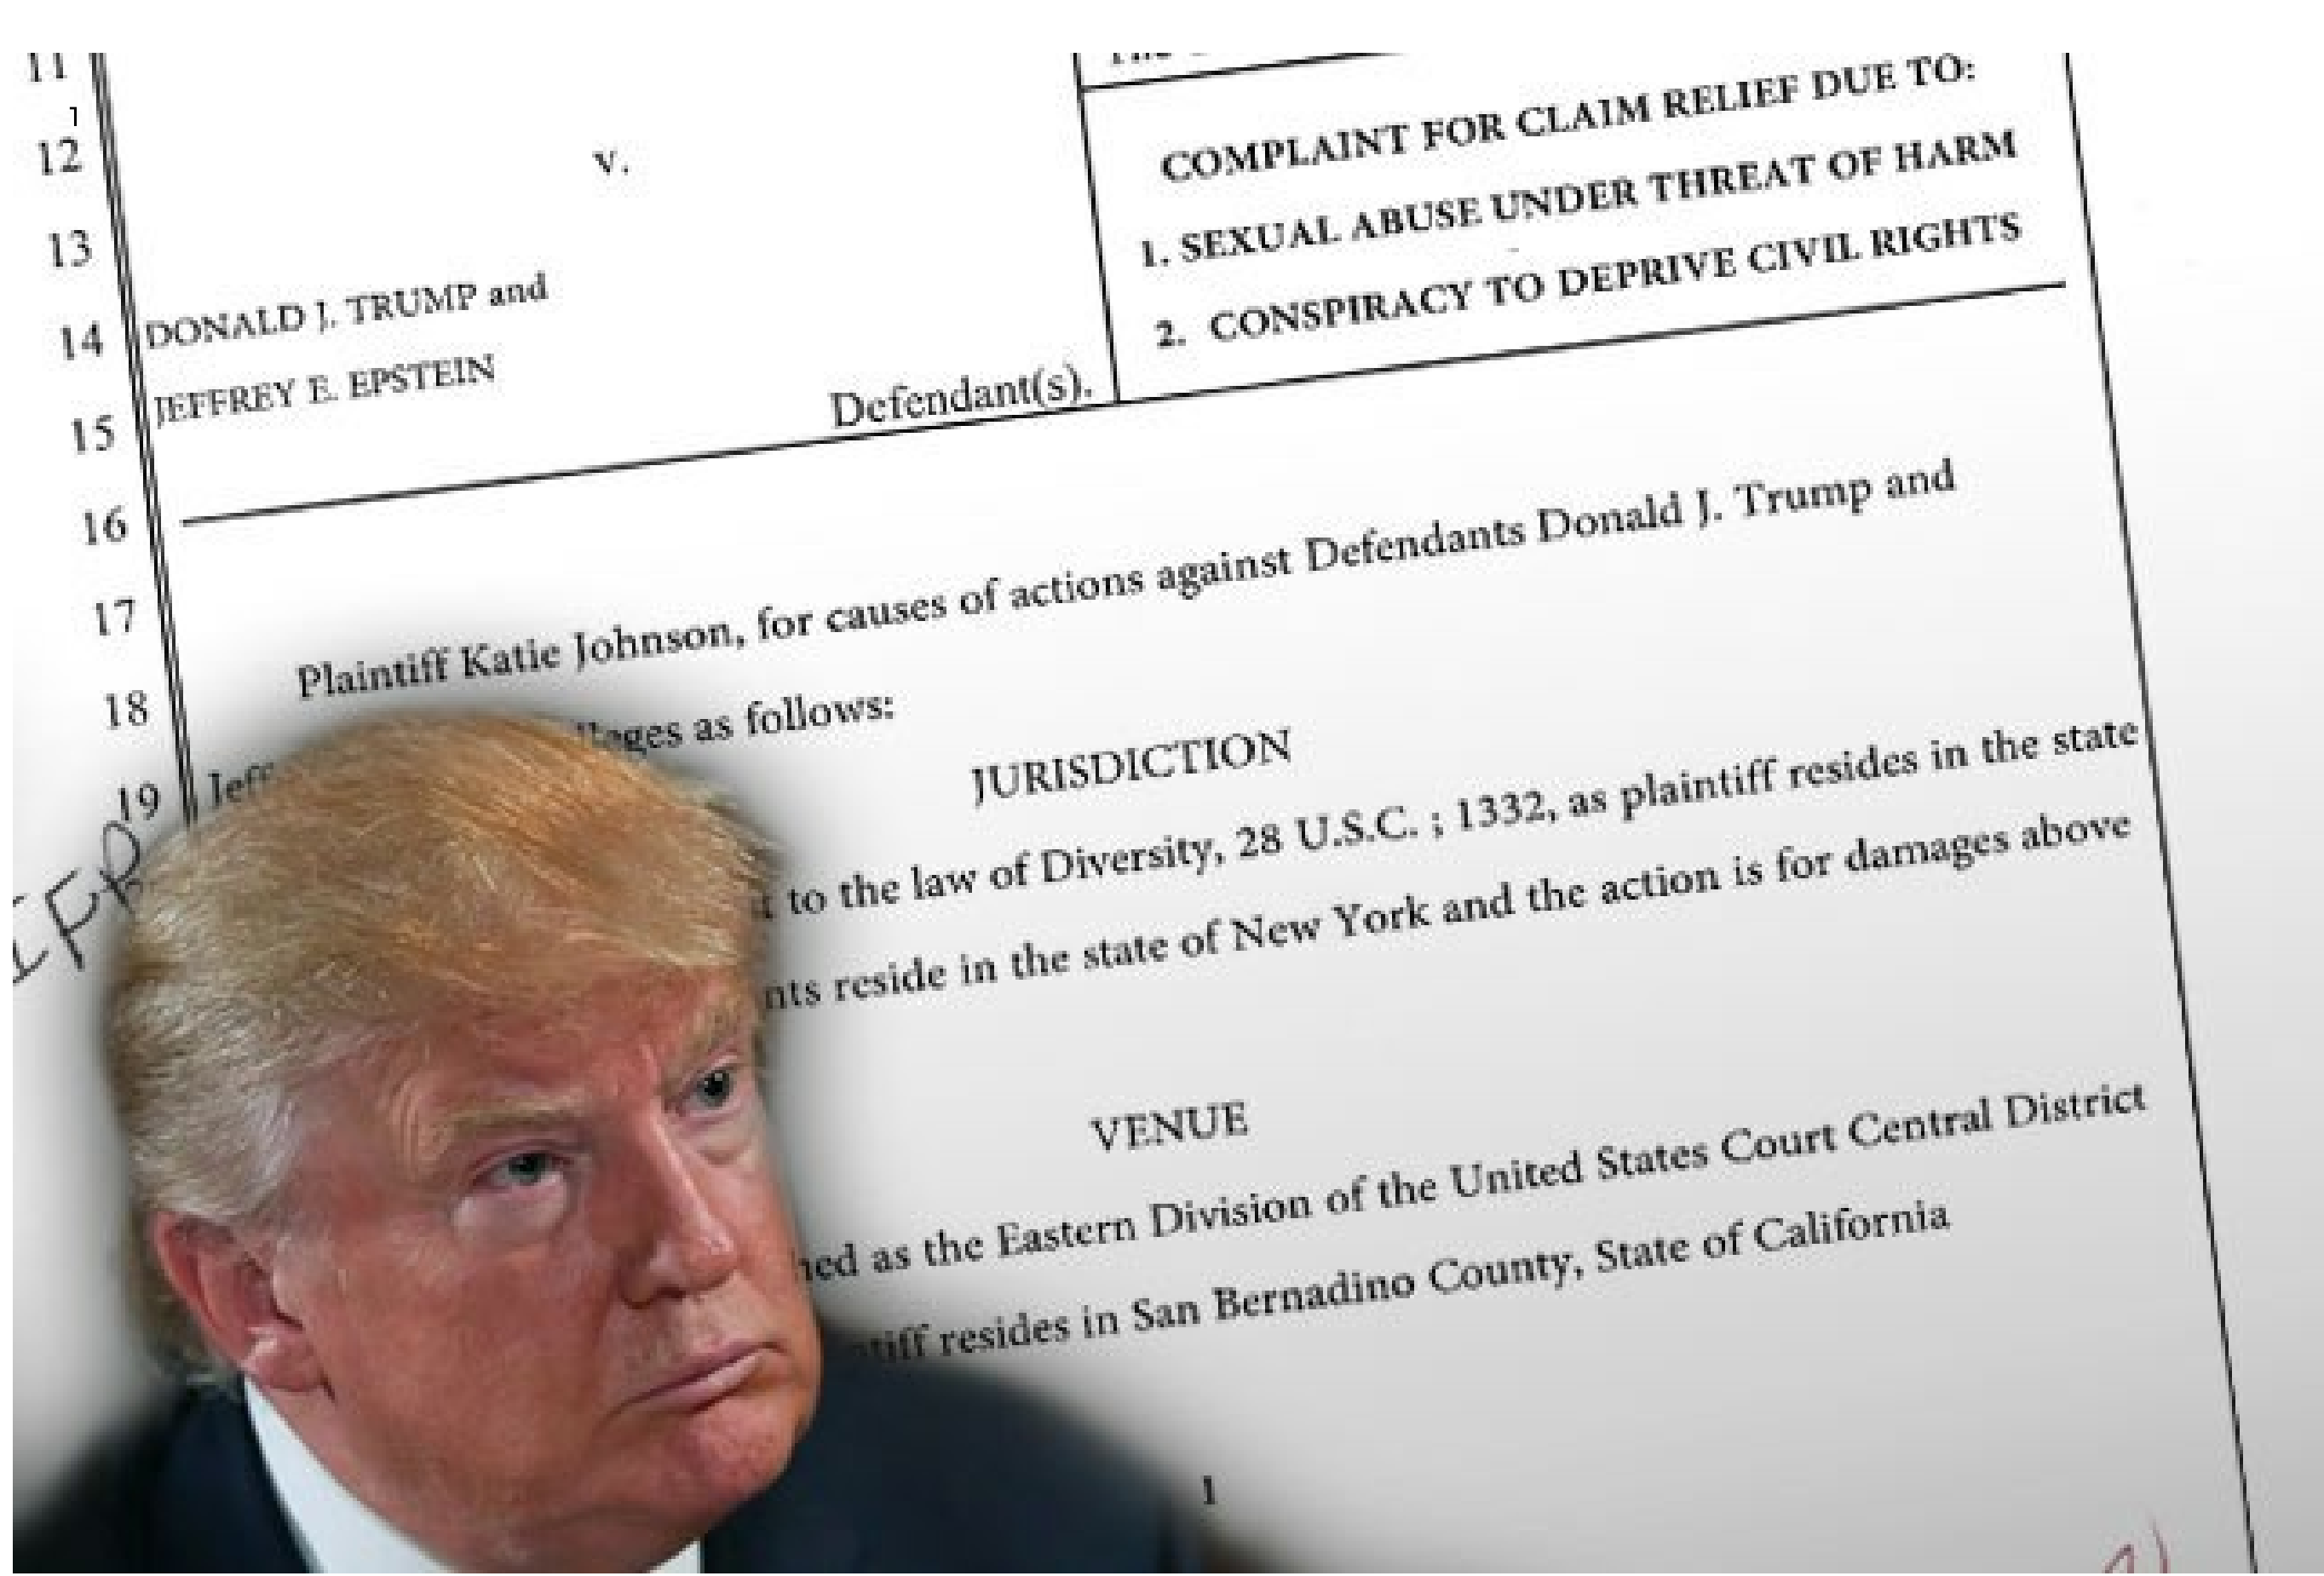 11
1
12
v.
13
14
DONALD J. TRUMP and
JEFFREY E. EPSTEIN
15
Defendant(s).
COMPLAINT FOR CLAIM RELIEF DUE TO:
1. SEXUAL ABUSE UNDER THREAT OF HARM
2. CONSPIRACY TO DEPRIVE CIVIL RIGHTS
16
17
Plaintiff Katie Johnson, for causes of actions against Defendants Donald J. Trump and
18
as follows:
19
JURISDICTION
to the law of Diversity, 28 U.S.C. ; 1332, as plaintiff resides in the state
reside in the state of New York and the action is for damages above
VENUE
as the Eastern Division of the United States Court Central District
resides in San Bernadino County, State of California
1